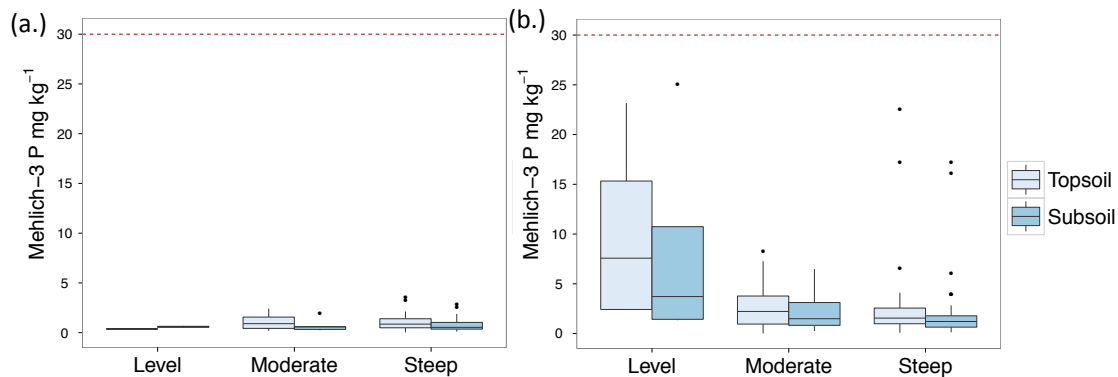 (a.)
Mehlich−3 P mg kg−1
30
25
20
15
10
5
0
Level Moderate Steep
(b.)
Mehlich−3 P mg kg−1
30
25
20
15
10
5
0
Level Moderate Steep
Topsoil
Subsoil